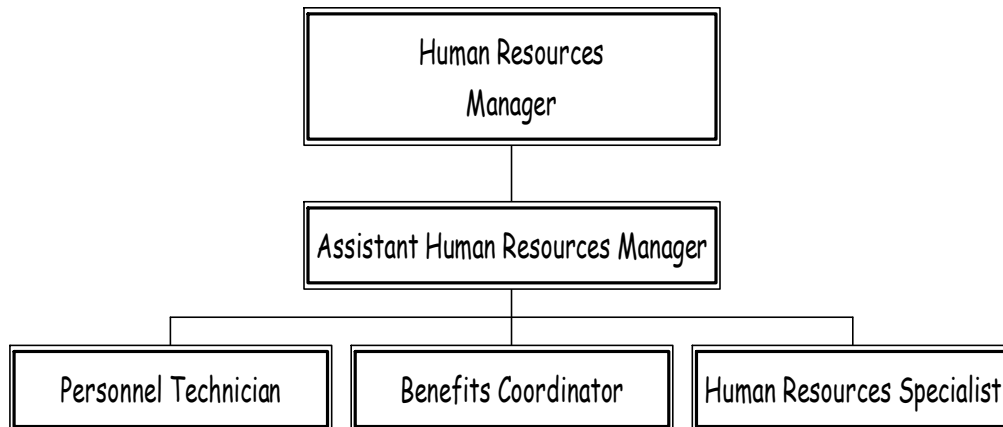 Human Resources
Manager
Assistant Human Resources Manager
Personnel Technician
Benefits Coordinator
Human Resources Specialist